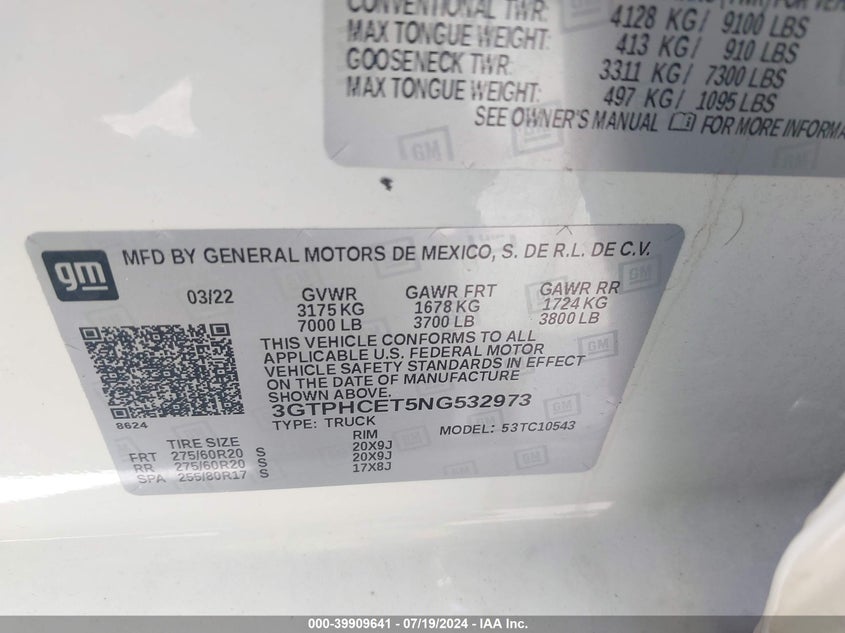 CONVENTIONAL TWR: 4128 KG/ 9100 LBS
MAX TONGUE WEIGHT: 413 KG/ 910 LBS
GOOSENECK TWR: 3311 KG/ 7300 LBS
MAX TONGUE WEIGHT: 497 KG/ 1095 LBS
SEE OWNER'S MANUAL FOR MORE INFORMA
gm MFD BY GENERAL MOTORS DE MEXICO, S. DE R.L. DE C.V.
03/22 GVWR GAWR FRT GAWR RR
3175 KG 1678 KG 1724 KG
7000 LB 3700 LB 3800 LB
THIS VEHICLE CONFORMS TO ALL
APPLICABLE U.S. FEDERAL MOTOR
VEHICLE SAFETY STANDARDS IN EFFECT
ON THE DATE OF MANUFACTURE
SHOWN ABOVE.
3GTPHCET5NG532973
8624 TYPE: TRUCK MODEL: 53TC10543
TIRE SIZE RIM
FRT 275/60R20 S 20X9J
RR 275/60R20 S 20X9J
SPA 255/80R17 S 17X8J
000-39909641 - 07/19/2024 - IAA Inc.